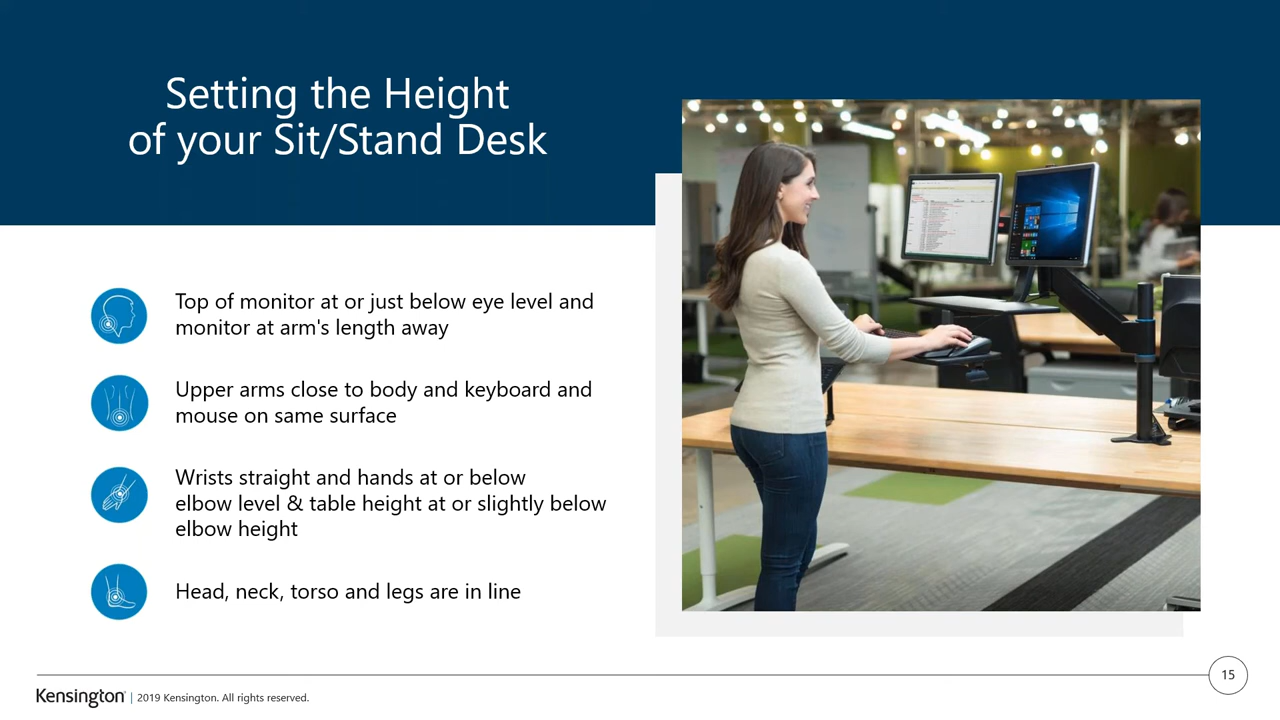 Setting the Height
of your Sit/Stand Desk
Top of monitor at or just below eye level and
monitor at arm's length away
Upper arms close to body and keyboard and
mouse on same surface
Wrists straight and hands at or below
elbow level & table height at or slightly below
elbow height
Head, neck, torso and legs are in line
15
Kensington | 2019 Kensington. All rights reserved.